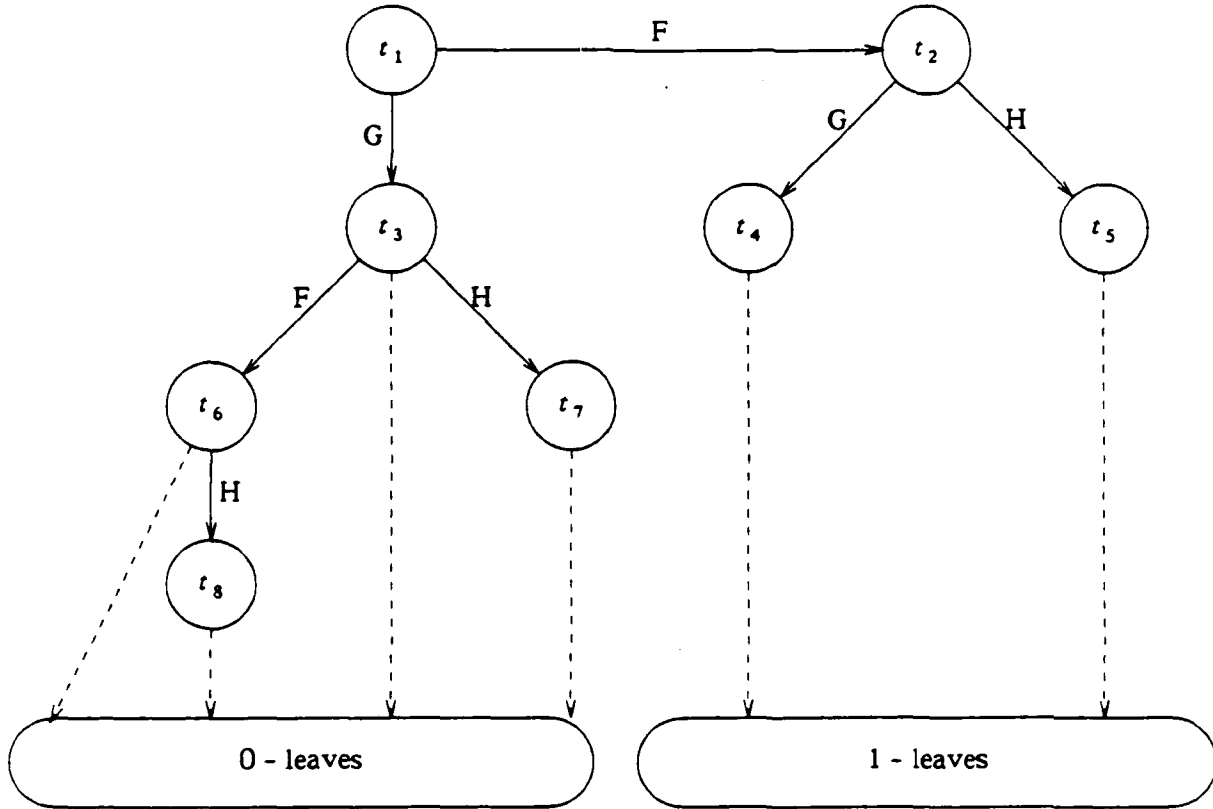 t₁ F t₂
G G H
t₃ t₄ t₅
F H
t₆ t₇
H
t₈
0 - leaves 1 - leaves